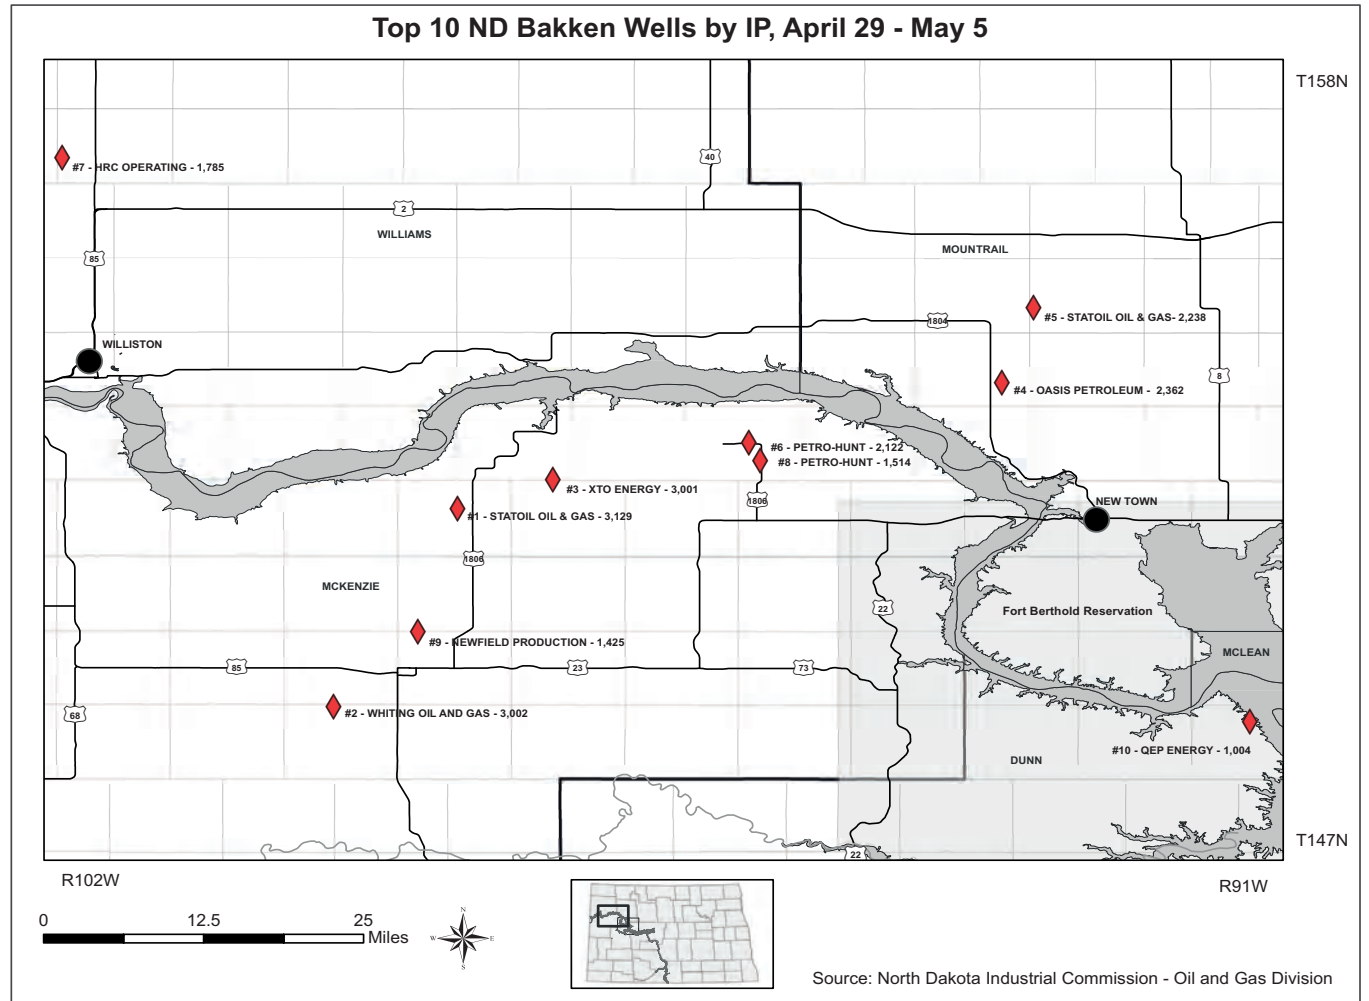 Top 10 ND Bakken Wells by IP, April 29 - May 5
T158N
#7 - HRC OPERATING - 1,785
40
2
WILLIAMS
MOUNTRAIL
85
#5 - STATOIL OIL & GAS- 2,238
1804
WILLISTON
8
#4 - OASIS PETROLEUM - 2,362
#6 - PETRO-HUNT - 2,122
#8 - PETRO-HUNT - 1,514
#3 - XTO ENERGY - 3,001
1806
NEW TOWN
#1 - STATOIL OIL & GAS - 3,129
1806
MCKENZIE
22
Fort Berthold Reservation
#9 - NEWFIELD PRODUCTION - 1,425
MCLEAN
85
23
73
68
#2 - WHITING OIL AND GAS - 3,002
#10 - QEP ENERGY - 1,004
DUNN
22
T147N
R102W
R91W
0 12.5 25
Miles
N
W E
S
Source: North Dakota Industrial Commission - Oil and Gas Division